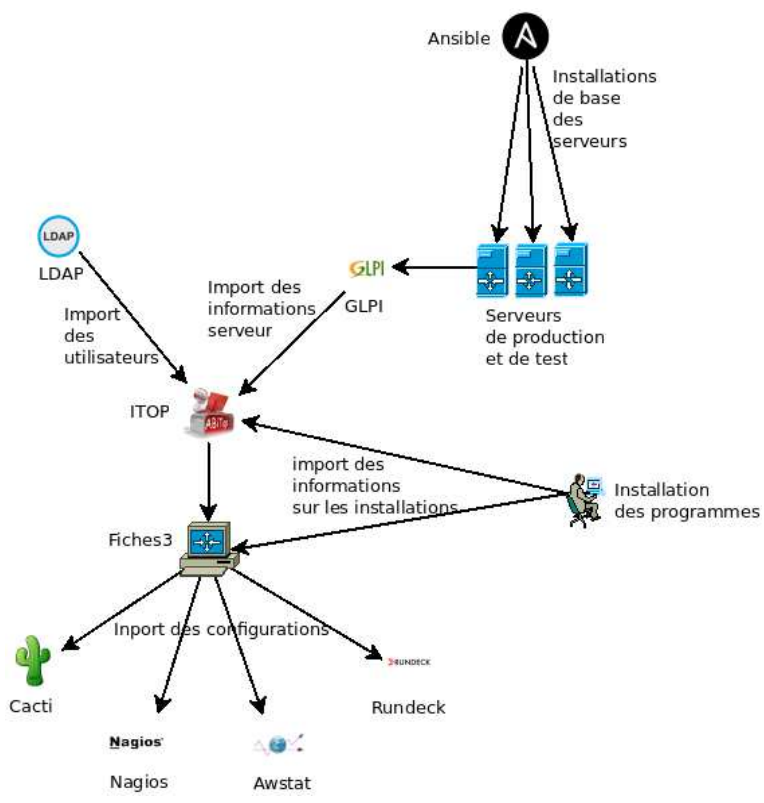 Ansible
Installations
de base
des
serveurs
LDAP
LDAP
GLPI
GLPI
Import des
informations
serveur
Serveurs
de production
et de test
Import
des
utilisateurs
ITOP
import des
informations
sur les installations
Installation
des programmes
Fiches3
Inport des configurations
RUNDECK
Cacti
Rundeck
Nagios
Nagios
Awstat